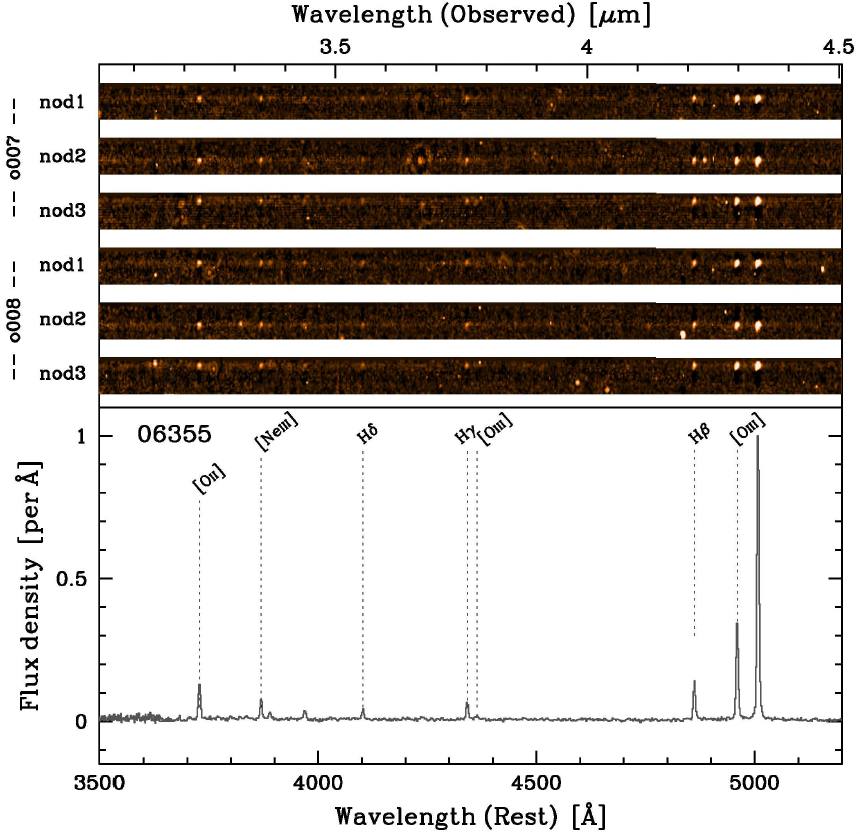 Wavelength (Observed) [μm]
3.5 4 4.5
-- o007 --
nod1
nod2
nod3
-- o008 --
nod1
nod2
nod3
06355
[OII] [NeIII] Hδ Hγ [OIII] Hβ [OIII]
Flux density [per Å]
1
0.5
0
3500 4000 4500 5000
Wavelength (Rest) [Å]